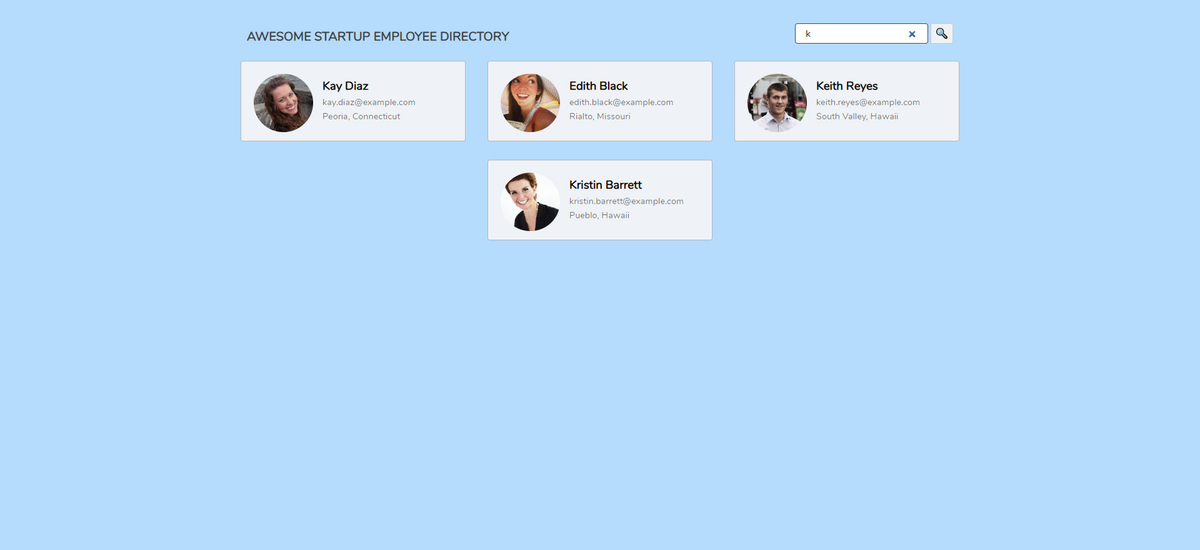 AWESOME STARTUP EMPLOYEE DIRECTORY
k
Kay Diaz
kay.diaz@example.com
Peoria, Connecticut
Edith Black
edith.black@example.com
Rialto, Missouri
Keith Reyes
keith.reyes@example.com
South Valley, Hawaii
Kristin Barrett
kristin.barrett@example.com
Pueblo, Hawaii